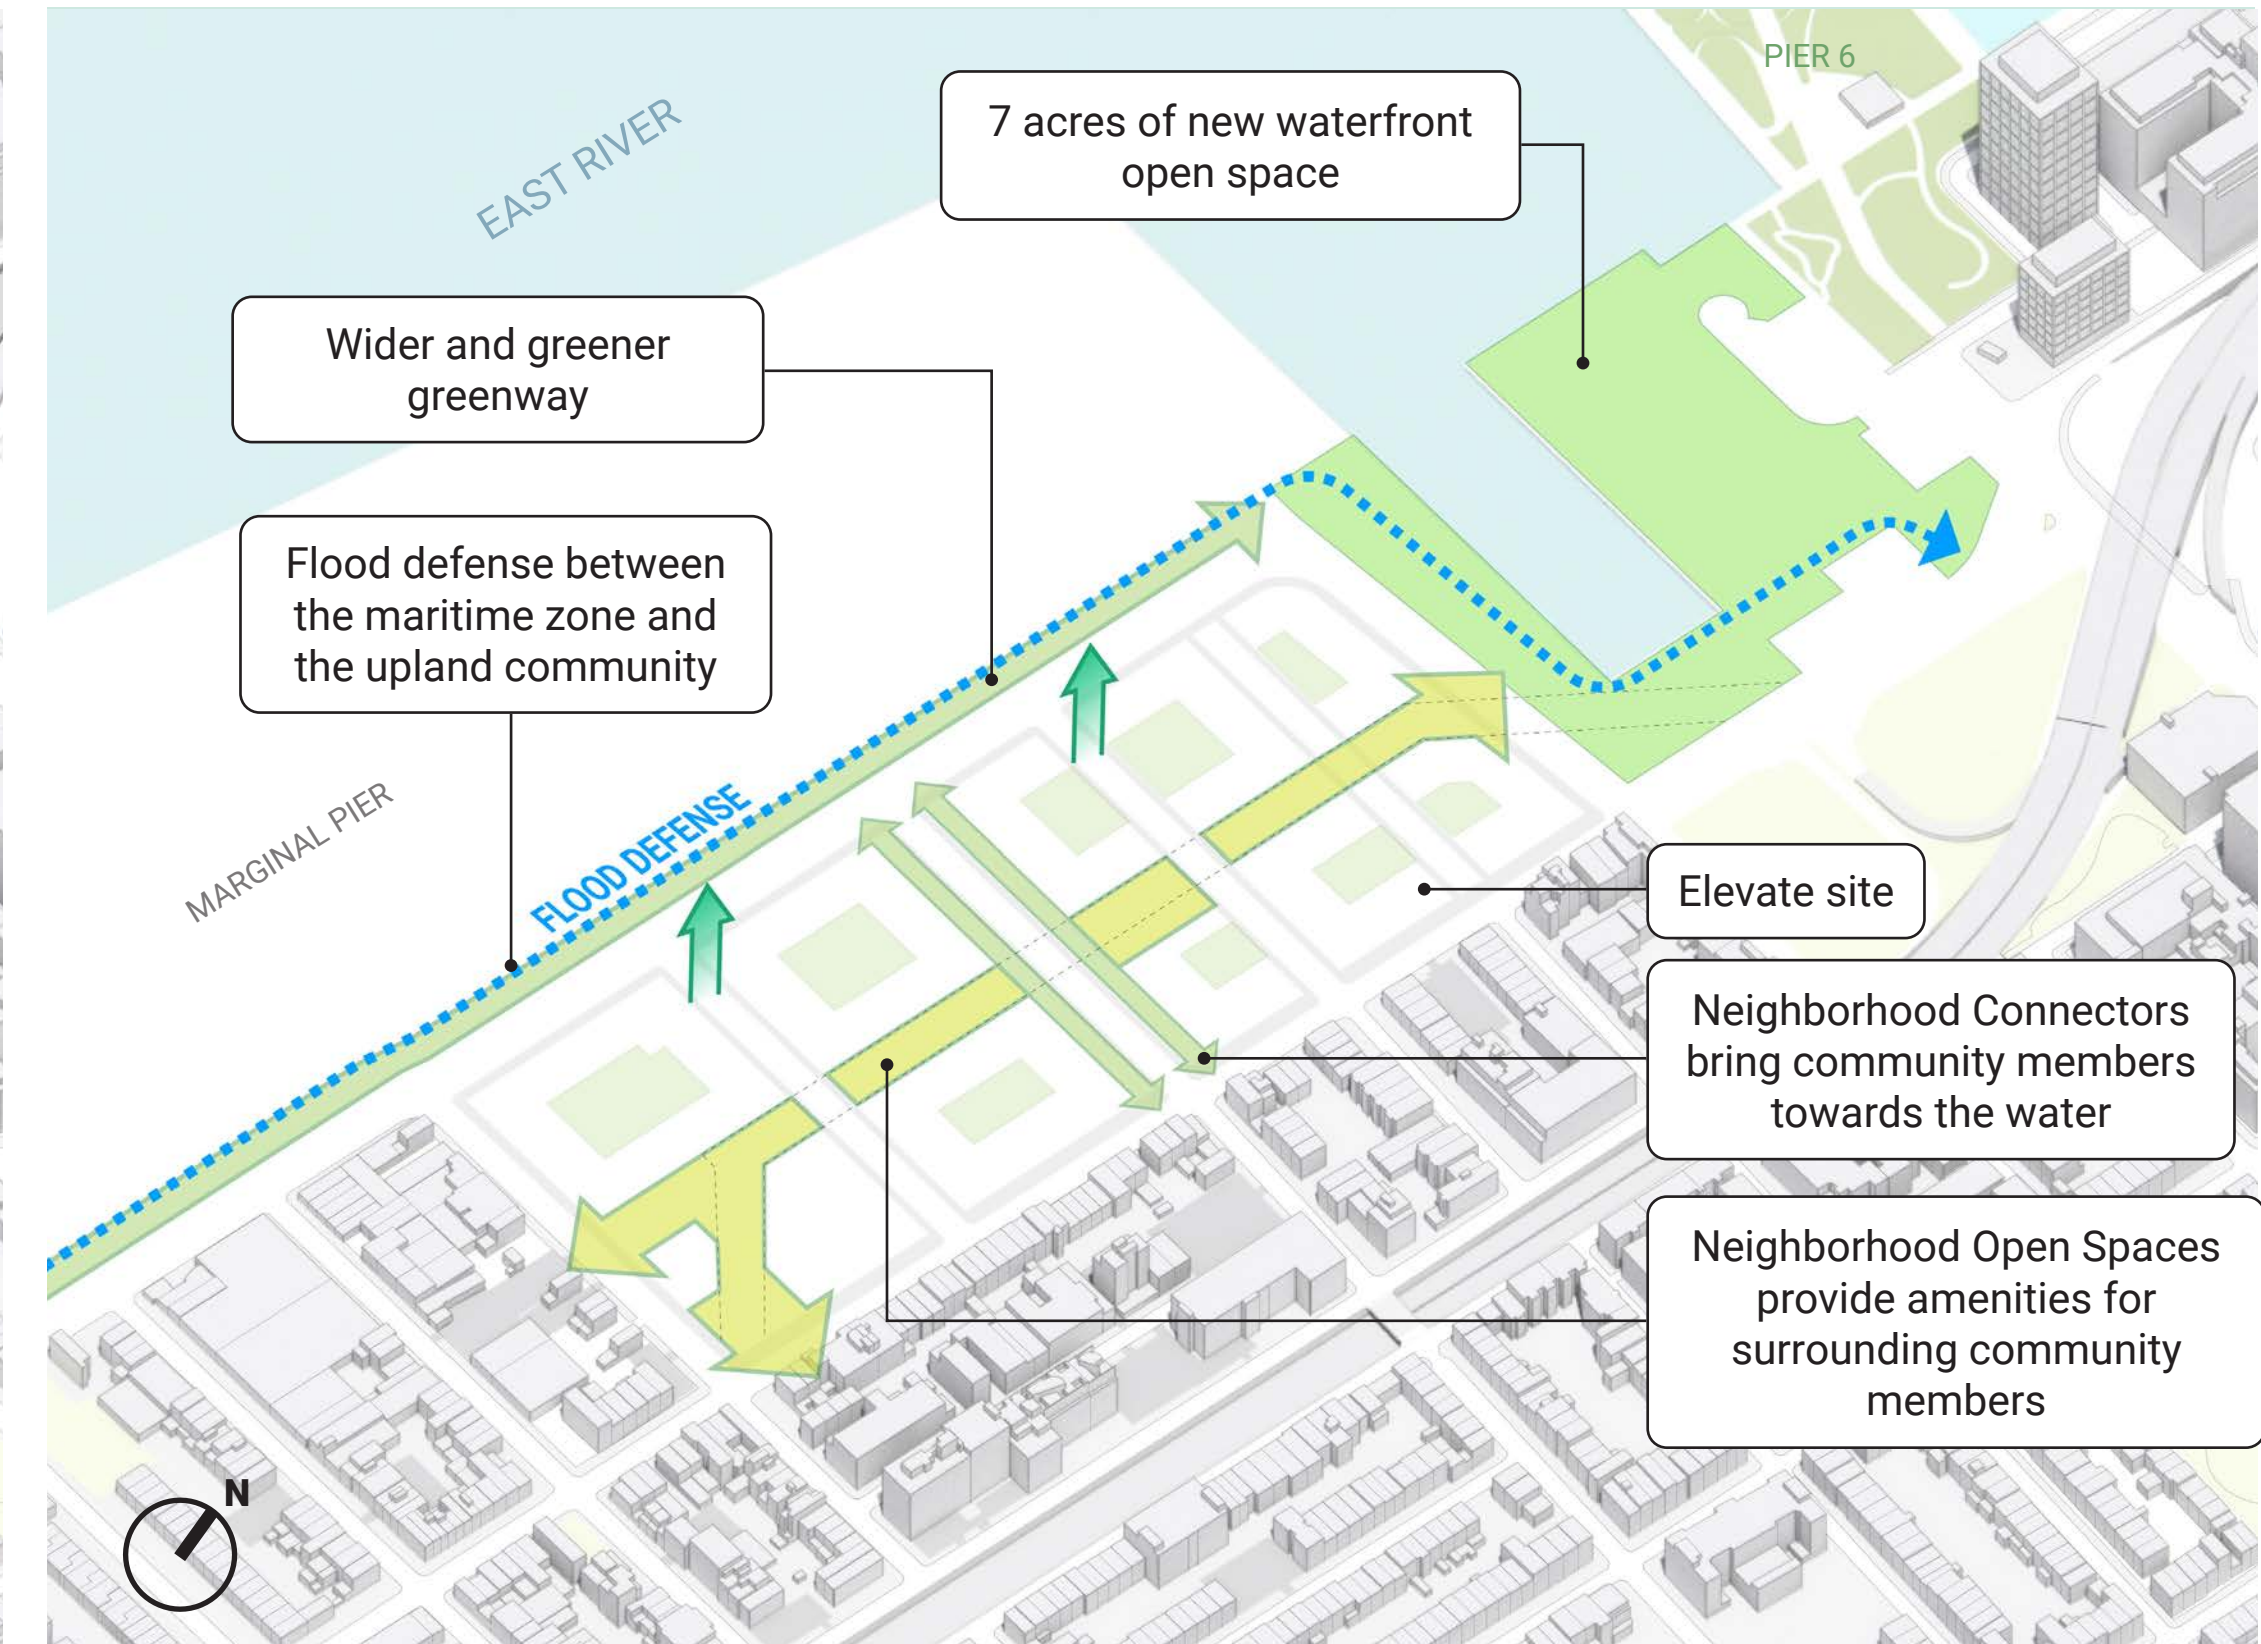 PIER 6
7 acres of new waterfront
open space
EAST RIVER
Wider and greener
greenway
Flood defense between
the maritime zone and
the upland community
MARGINAL PIER
FLOOD DEFENSE
Elevate site
Neighborhood Connectors
bring community members
towards the water
Neighborhood Open Spaces
provide amenities for
surrounding community
members
N